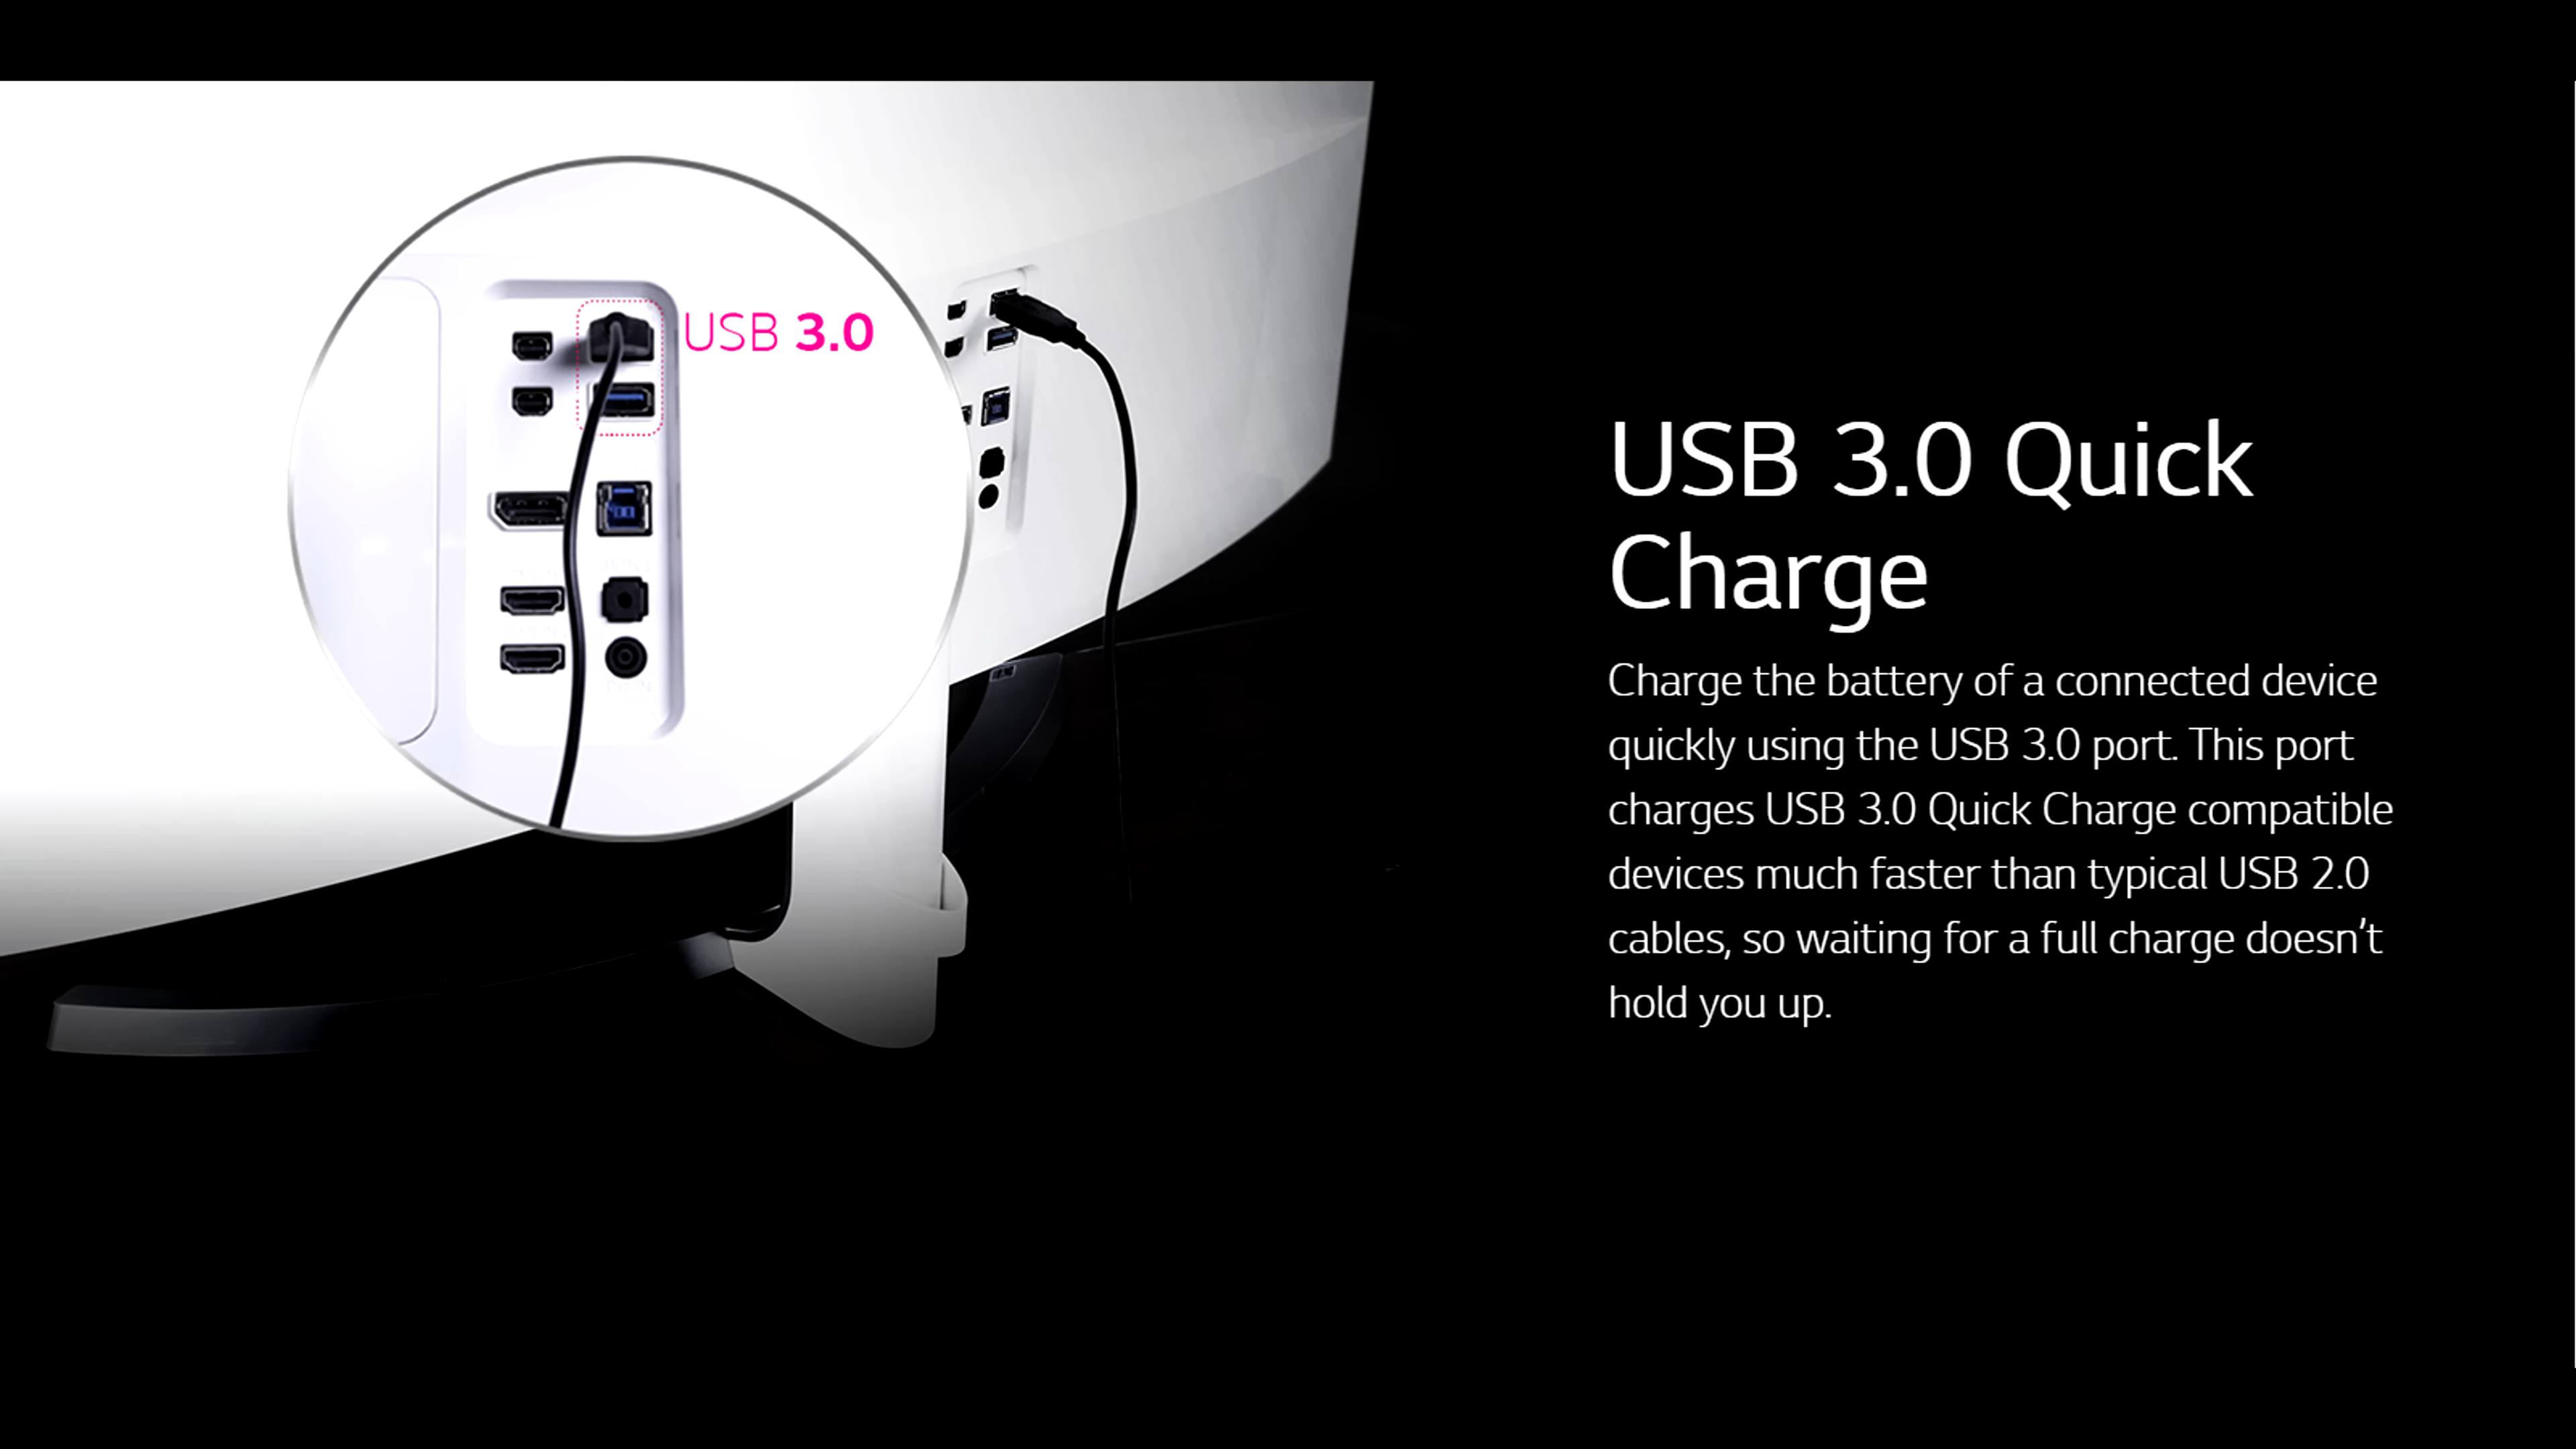 USB 3.0
USB 3.0 Quick
Charge
Charge the battery of a connected device
quickly using the USB 3.0 port. This port
charges USB 3.0 Quick Charge compatible
devices much faster than typical USB 2.0
cables, so waiting for a full charge doesn’t
hold you up.